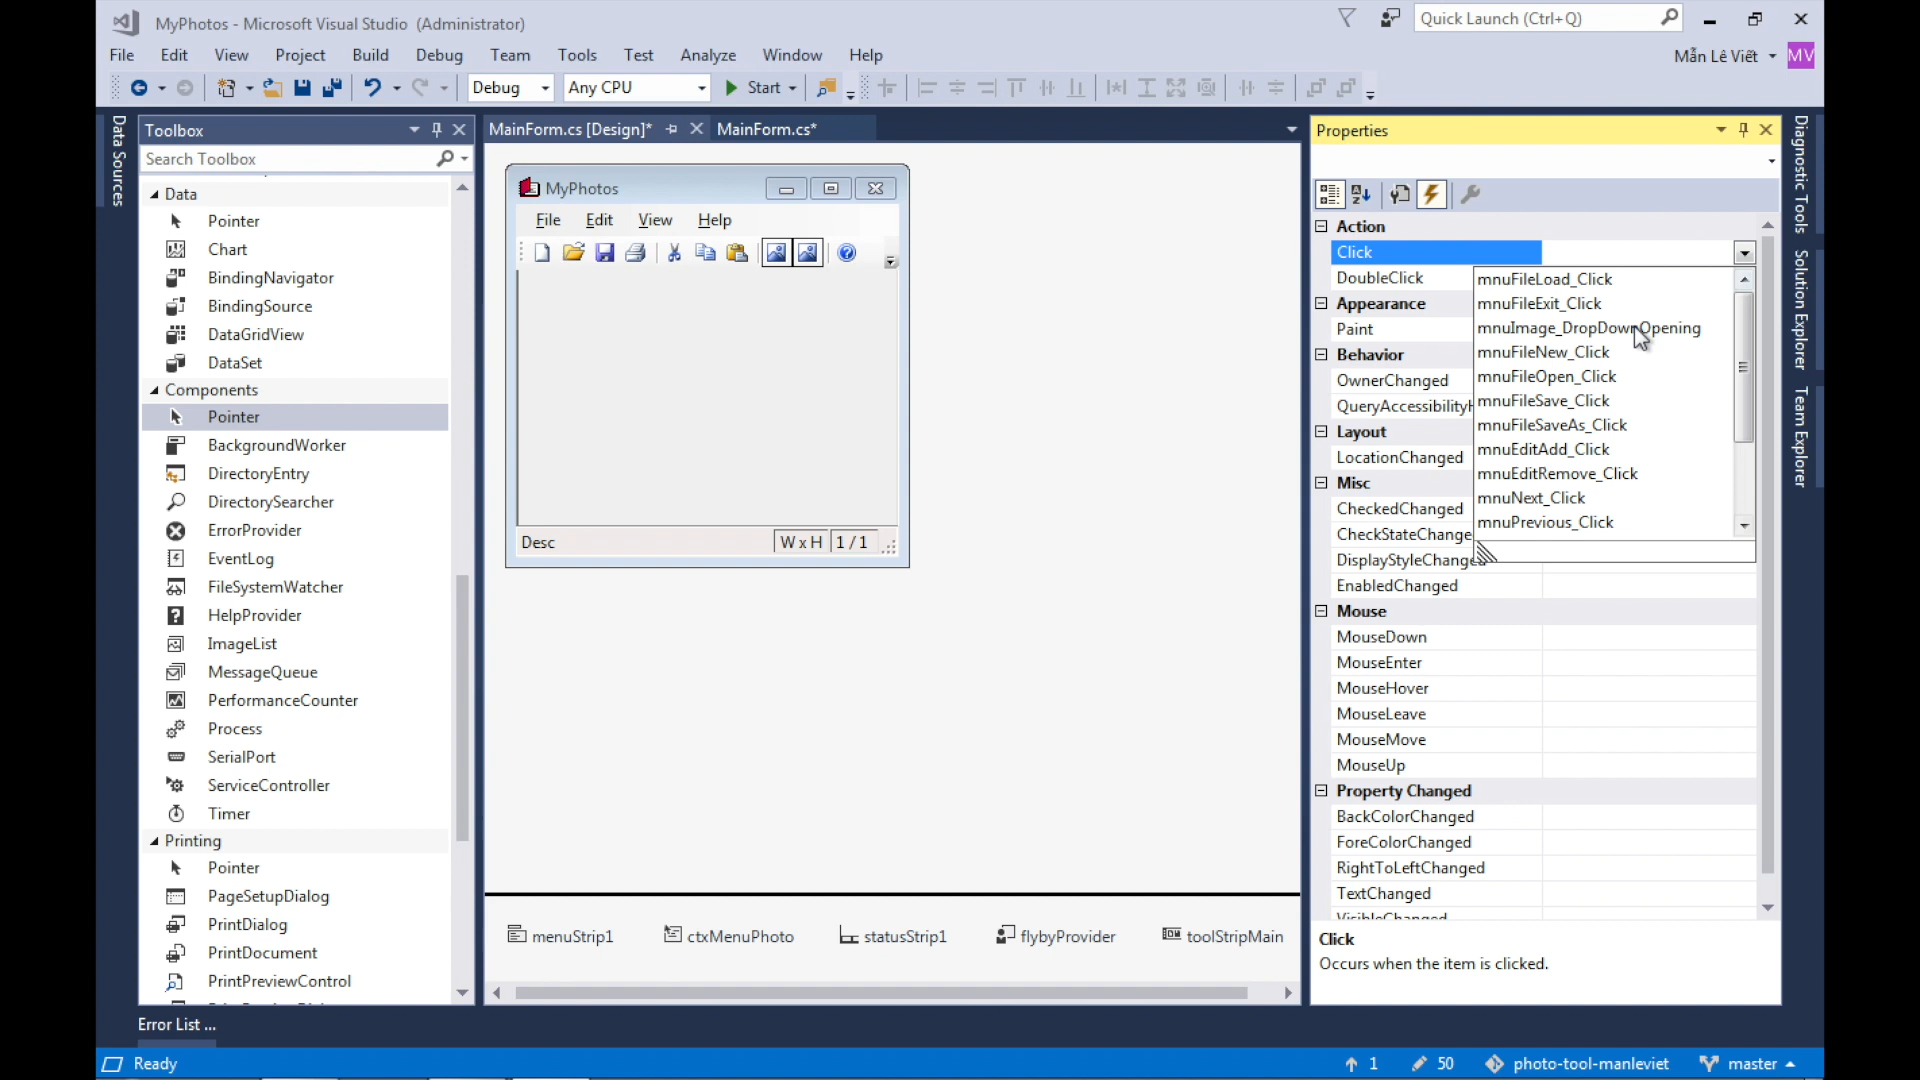 MyPhotos - Microsoft Visual Studio (Administrator)
Quick Launch (Ctrl+Q)
File Edit View Project Build Debug Team Tools Test Analyze Window Help
Mẫn Lê Viết MV
Debug Any CPU Start
Data Sources
Toolbox
Search Toolbox
Data
Pointer
Chart
BindingNavigator
BindingSource
DataGridView
DataSet
Components
Pointer
BackgroundWorker
DirectoryEntry
DirectorySearcher
ErrorProvider
EventLog
FileSystemWatcher
HelpProvider
ImageList
MessageQueue
PerformanceCounter
Process
SerialPort
ServiceController
Timer
Printing
Pointer
PageSetupDialog
PrintDialog
PrintDocument
PrintPreviewControl
MainForm.cs [Design]* MainForm.cs*
MyPhotos
File Edit View Help
Desc W x H 1 / 1
menuStrip1 ctxMenuPhoto statusStrip1 flybyProvider toolStripMain
Properties
Action
Click
DoubleClick
Appearance
Paint
Behavior
OwnerChanged
Layout
LocationChanged
Misc
CheckedChanged
EnabledChanged
Mouse
MouseDown
MouseEnter
MouseHover
MouseLeave
MouseMove
MouseUp
Property Changed
BackColorChanged
ForeColorChanged
RightToLeftChanged
TextChanged
VisibleChanged
mnuFileLoad_Click
mnuFileExit_Click
mnuImage_DropDownOpening
mnuFileNew_Click
mnuFileOpen_Click
mnuFileSave_Click
mnuFileSaveAs_Click
mnuEditAdd_Click
mnuEditRemove_Click
mnuNext_Click
mnuPrevious_Click
Click
Occurs when the item is clicked.
Diagnostic Tools
Solution Explorer
Team Explorer
Error List ...
Ready 1 50 photo-tool-manleviet master